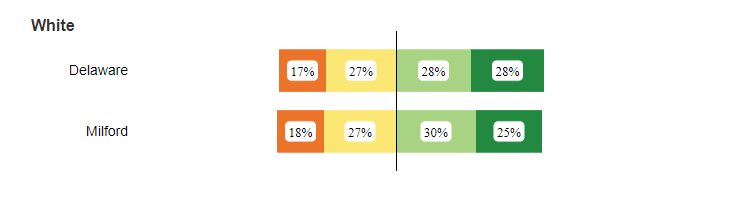 White
Delaware 17% 27% 28% 28%
Milford 18% 27% 30% 25%